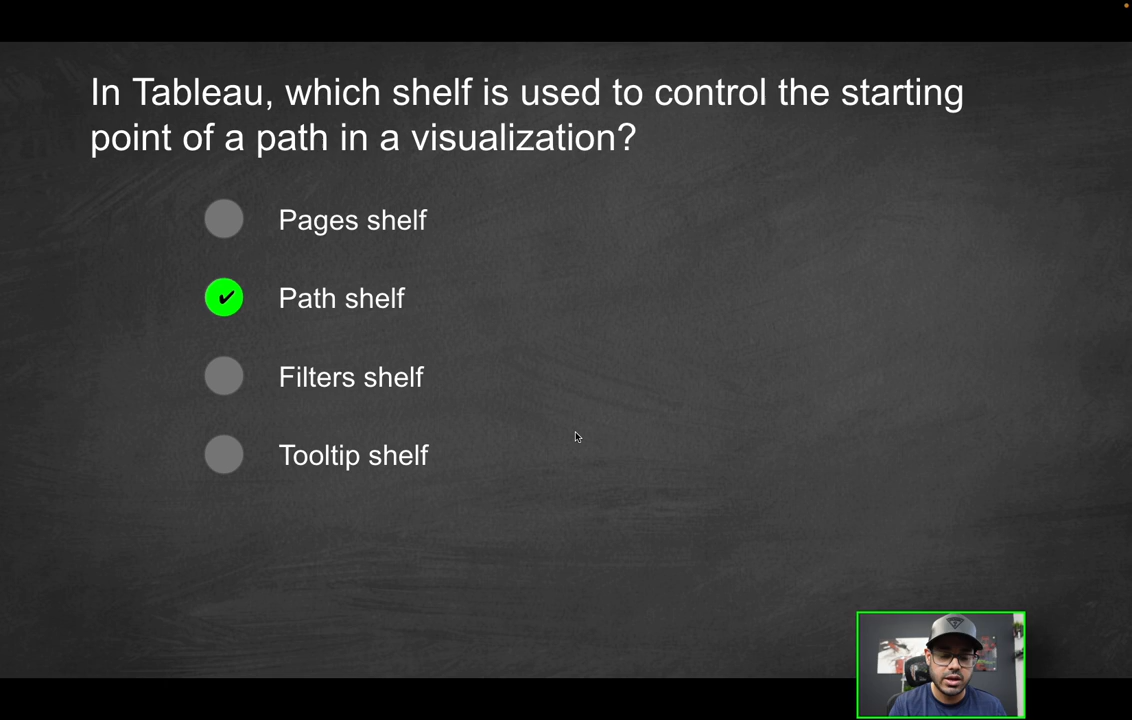 In Tableau, which shelf is used to control the starting
point of a path in a visualization?
Pages shelf
Path shelf
Filters shelf
Tooltip shelf